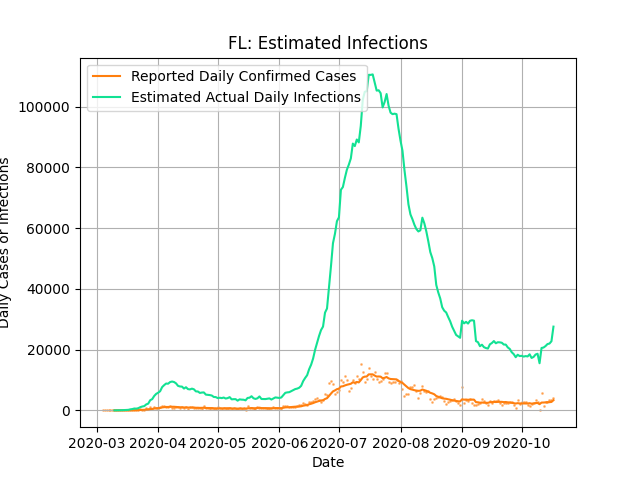 FL: Estimated Infections
Reported Daily Confirmed Cases
Estimated Actual Daily Infections
Daily Cases or Infections
100000
80000
60000
40000
20000
0
2020-03 2020-04 2020-05 2020-06 2020-07 2020-08 2020-09 2020-10
Date